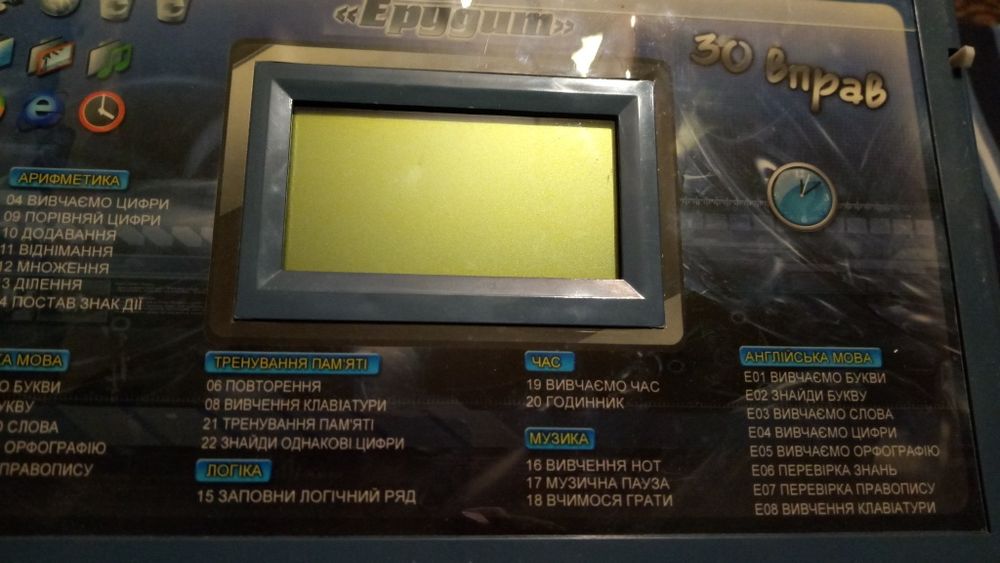 «Ерудит»
30 вправ
АРИФМЕТИКА
04 ВИВЧАЄМО ЦИФРИ
09 ПОРІВНЯЙ ЦИФРИ
10 ДОДАВАННЯ
11 ВІДНІМАННЯ
12 МНОЖЕННЯ
3 ДІЛЕННЯ
4 ПОСТАВ ЗНАК ДІЇ
КА МОВА
О БУКВИ
УКВУ
О СЛОВА
ОРФОГРАФІЮ
ПРАВОПИСУ
ТРЕНУВАННЯ ПАМ'ЯТІ
06 ПОВТОРЕННЯ
08 ВИВЧЕННЯ КЛАВІАТУРИ
21 ТРЕНУВАННЯ ПАМ'ЯТІ
22 ЗНАЙДИ ОДНАКОВІ ЦИФРИ
ЛОГІКА
15 ЗАПОВНИ ЛОГІЧНИЙ РЯД
ЧАС
19 ВИВЧАЄМО ЧАС
20 ГОДИННИК
МУЗИКА
16 ВИВЧЕННЯ НОТ
17 МУЗИЧНА ПАУЗА
18 ВЧИМОСЯ ГРАТИ
АНГЛІЙСЬКА МОВА
E01 ВИВЧАЄМО БУКВИ
E02 ЗНАЙДИ БУКВУ
E03 ВИВЧАЄМО СЛОВА
E04 ВИВЧАЄМО ЦИФРИ
E05 ВИВЧАЄМО ОРФОГРАФІЮ
E06 ПЕРЕВІРКА ЗНАНЬ
E07 ПЕРЕВІРКА ПРАВОПИСУ
E08 ВИВЧЕННЯ КЛАВІАТУРИ